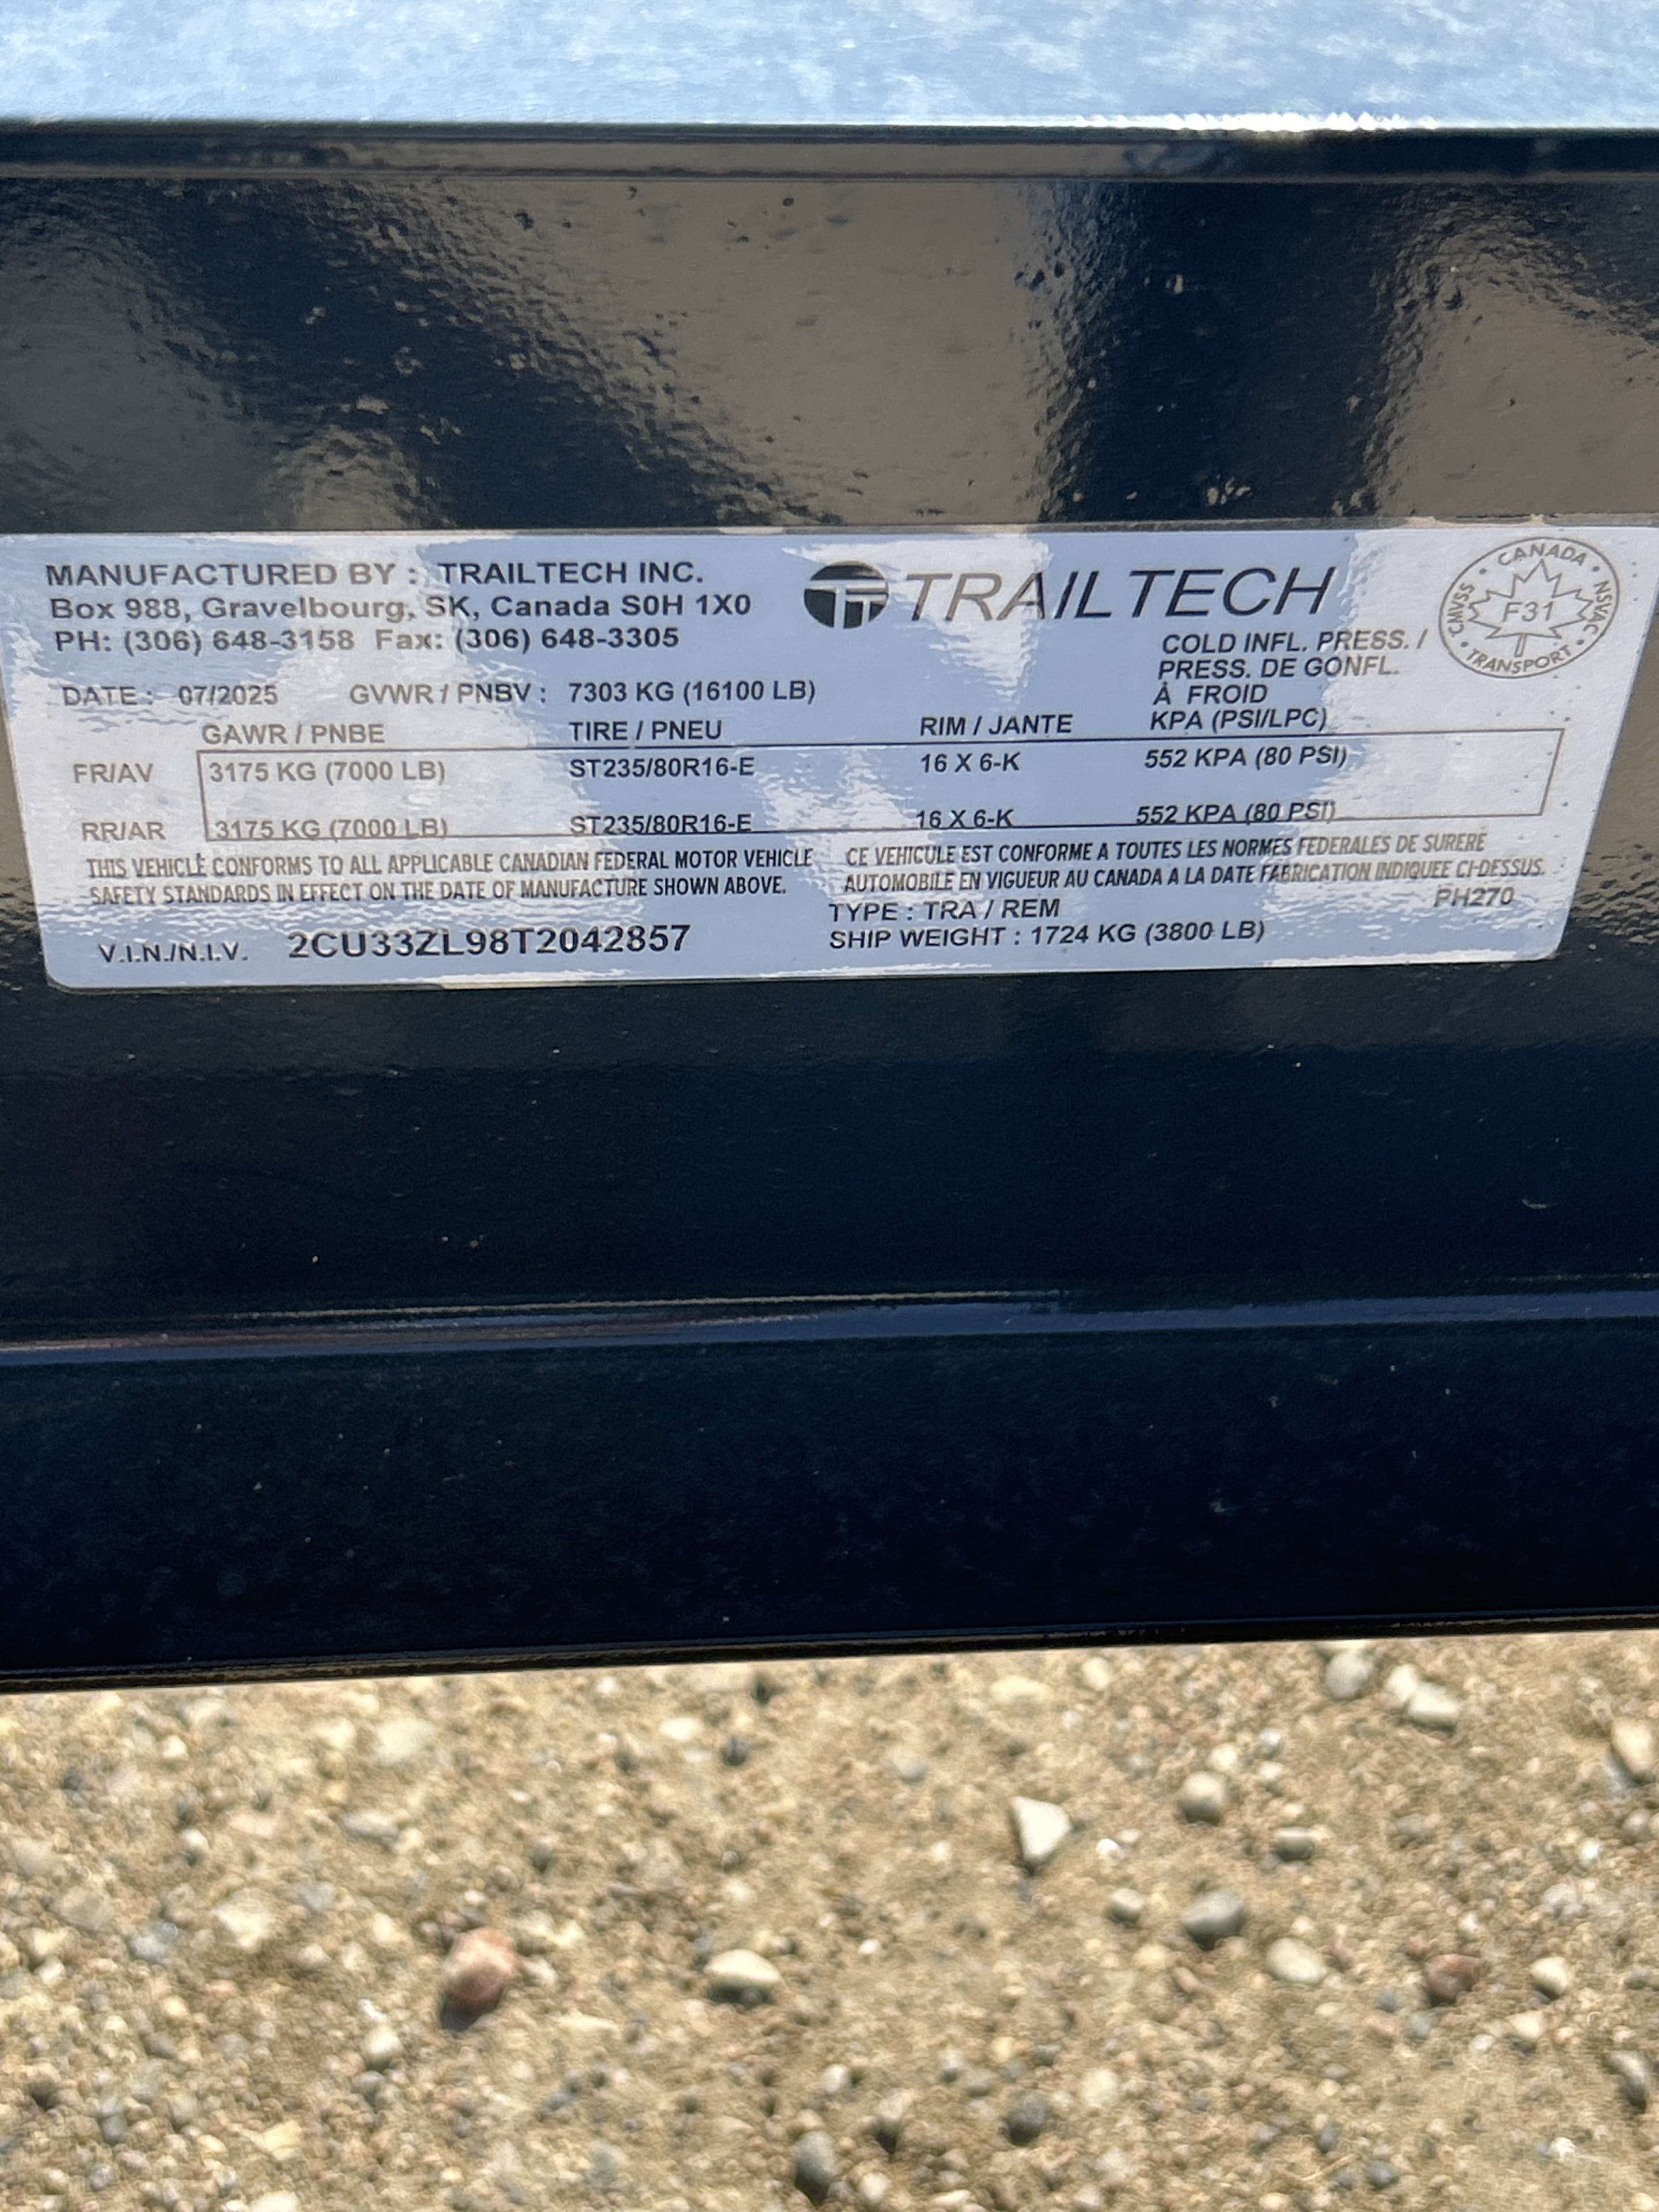 MANUFACTURED BY : TRAILTECH INC.
Box 988, Gravelbourg, SK, Canada S0H 1X0
PH: (306) 648-3158 Fax: (306) 648-3305
TRAILTECH
CANADA
CMVSS
F31
NSVAC
TRANSPORT
COLD INFL. PRESS. /
PRESS. DE GONFL.
À FROID
KPA (PSI/LPC)
DATE : 07/2025 GVWR / PNBV : 7303 KG (16100 LB)
GAWR / PNBE TIRE / PNEU RIM / JANTE
FR/AV 3175 KG (7000 LB) ST235/80R16-E 16 X 6-K 552 KPA (80 PSI)
RR/AR 3175 KG (7000 LB) ST235/80R16-E 16 X 6-K 552 KPA (80 PSI)
THIS VEHICLE CONFORMS TO ALL APPLICABLE CANADIAN FEDERAL MOTOR VEHICLE
SAFETY STANDARDS IN EFFECT ON THE DATE OF MANUFACTURE SHOWN ABOVE.
CE VEHICULE EST CONFORME A TOUTES LES NORMES FEDERALES DE SURERE
AUTOMOBILE EN VIGUEUR AU CANADA A LA DATE FABRICATION INDIQUEE CI-DESSUS.
PH270
TYPE : TRA / REM
V.I.N./N.I.V. 2CU33ZL98T2042857
SHIP WEIGHT : 1724 KG (3800 LB)